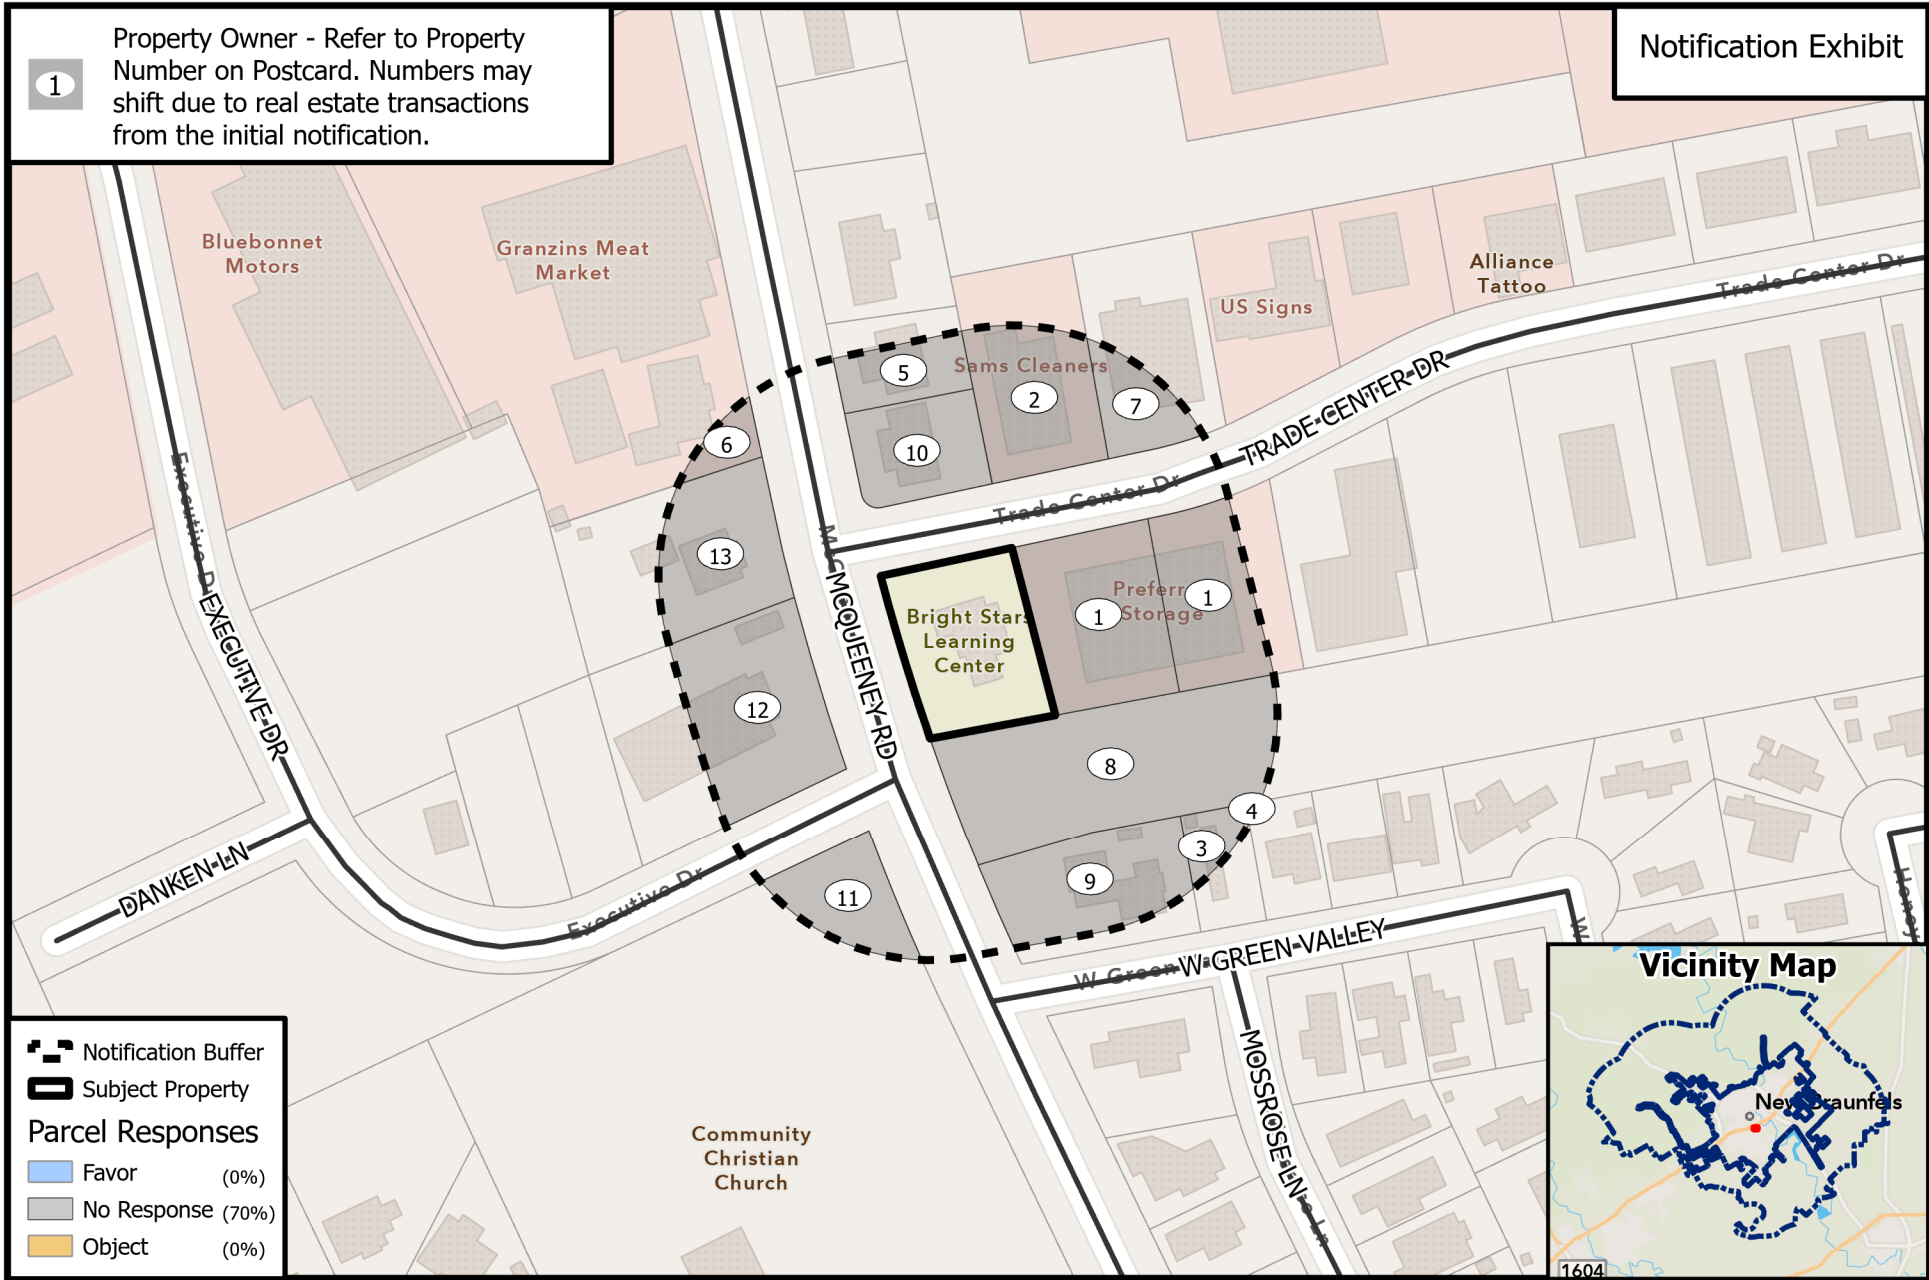 1
Property Owner - Refer to Property
Number on Postcard. Numbers may
shift due to real estate transactions
from the initial notification.
Notification Exhibit
Bluebonnet
Motors
Granzins Meat
Market
Alliance
Tattoo
US Signs
Trade Center Dr
Sams Cleaners
5
2
7
6
10
TRADE CENTER DR
Trade Center Dr
Executive D
13
1
1
Preferr
Storage
Bright Stars
Learning
Center
EXECUTIVE DR
MCQUEENEY RD
12
8
4
3
9
11
DANKEN LN
Executive Dr
W GREEN VALLEY
W Green
W
Honey
MOSSROSE LN
Ln
Community
Christian
Church
Notification Buffer
Subject Property
Parcel Responses
Favor (0%)
No Response (70%)
Object (0%)
Vicinity Map
New Braunfels
1604